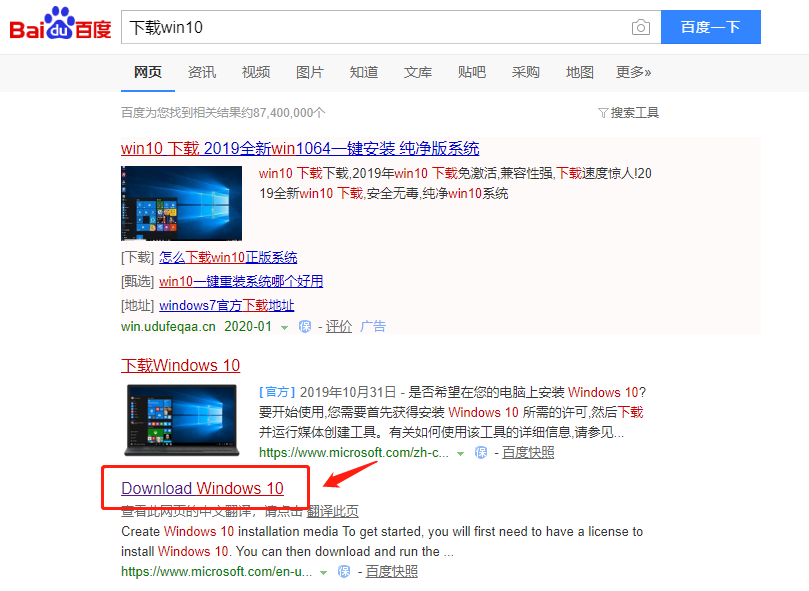 Bai du 百度
下载win10
百度一下
网页 资讯 视频 图片 知道 文库 贴吧 采购 地图 更多»
百度为您找到相关结果约87,400,000个
搜索工具
win10 下载 2019全新win1064一键安装 纯净版系统
win10 下载下载,2019年win10 下载免激活,兼容性强,下载速度惊人!20
19全新win10 下载,安全无毒,纯净win10系统
[下载] 怎么下载win10正版系统
[甄选] win10一键重装系统哪个好用
[地址] windows7官方下载地址
win.udufeqaa.cn 2020-01 保 - 评价 广告
下载Windows 10
[官方] 2019年10月31日 - 是否希望在您的电脑上安装 Windows 10?
要开始使用,您需要首先获得安装 Windows 10 所需的许可,然后下载
并运行媒体创建工具。有关如何使用该工具的详细信息,请参见...
https://www.microsoft.com/zh-c... 保 - 百度快照
Download Windows 10
查看此网页的中文翻译，请点击 翻译此页
Create Windows 10 installation media To get started, you will first need to have a license to
install Windows 10. You can then download and run the ...
https://www.microsoft.com/en-u... 保 - 百度快照